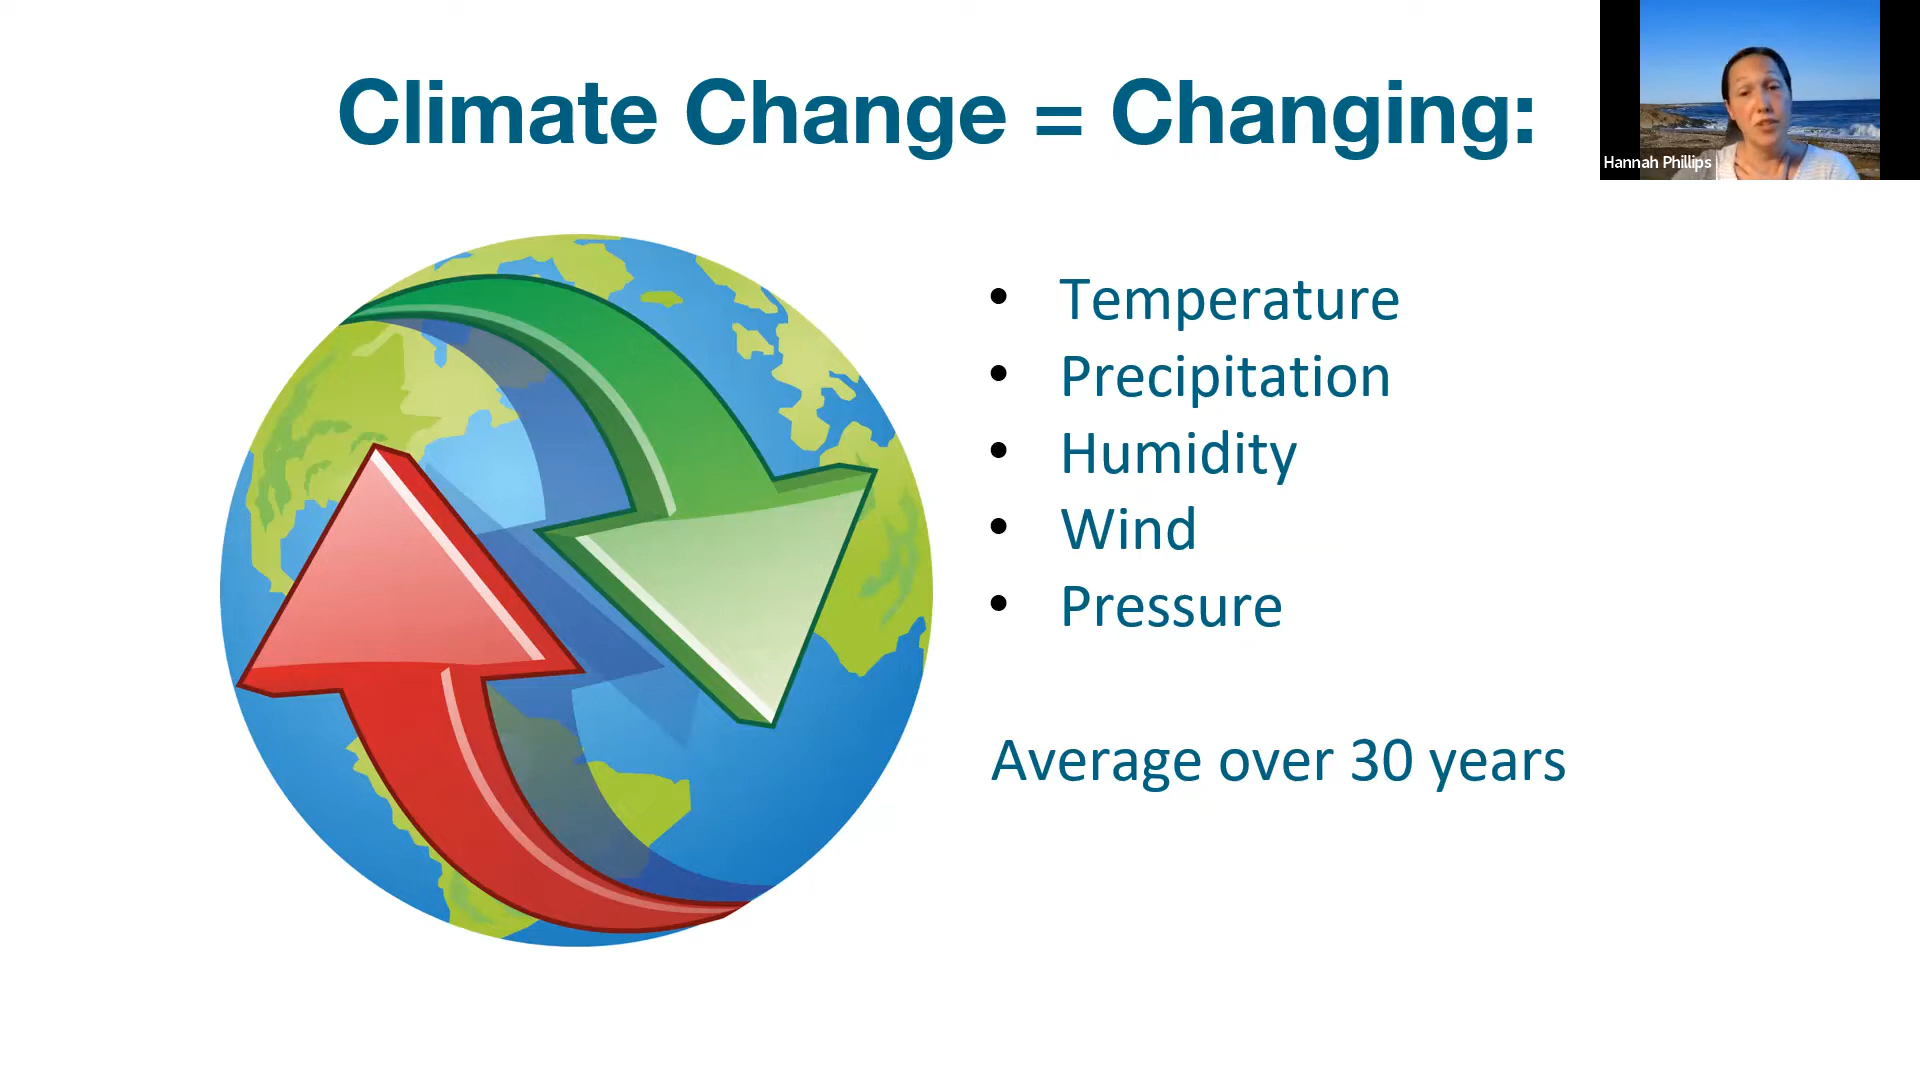 Climate Change = Changing:
Hannah Phillips
• Temperature
• Precipitation
• Humidity
• Wind
• Pressure
Average over 30 years